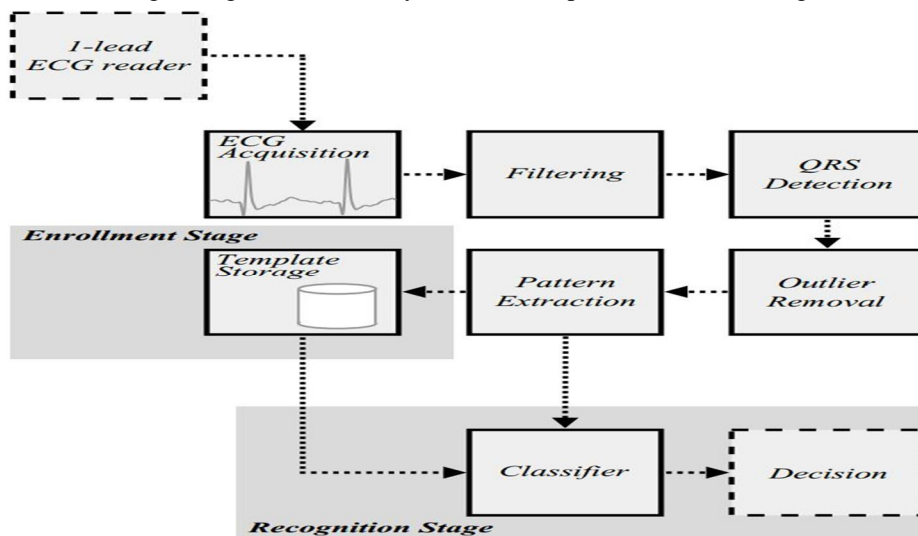 1-lead
ECG reader
ECG
Acquisition
Filtering
QRS
Detection
Enrollment Stage
Template
Storage
Pattern
Extraction
Outlier
Removal
Classifier
Decision
Recognition Stage